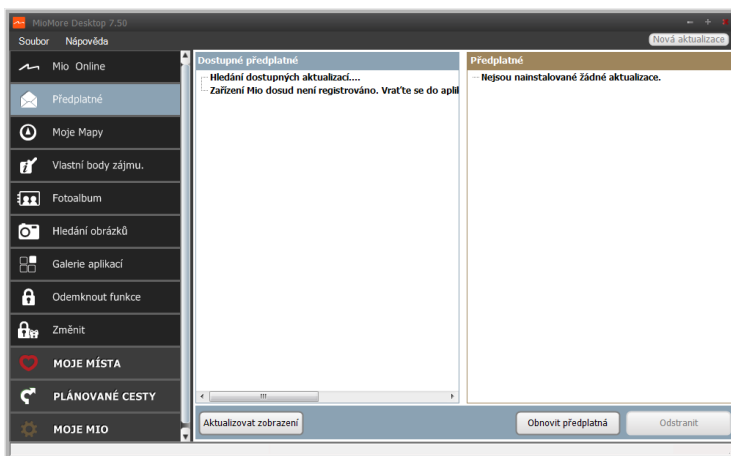 MioMore Desktop 7.50
Soubor Nápověda
Nová aktualizace
Mio Online
Předplatné
Moje Mapy
Vlastní body zájmu.
Fotoalbum
Hledání obrázků
Galerie aplikací
Odemknout funkce
Změnit
MOJE MÍSTA
PLÁNOVANÉ CESTY
MOJE MIO
Dostupné předplatné
Hledání dostupných aktualizací....
Zařízení Mio dosud není registrováno. Vraťte se do apli
Předplatné
Nejsou nainstalované žádné aktualizace.
Aktualizovat zobrazení
Obnovit předplatná
Odstranit